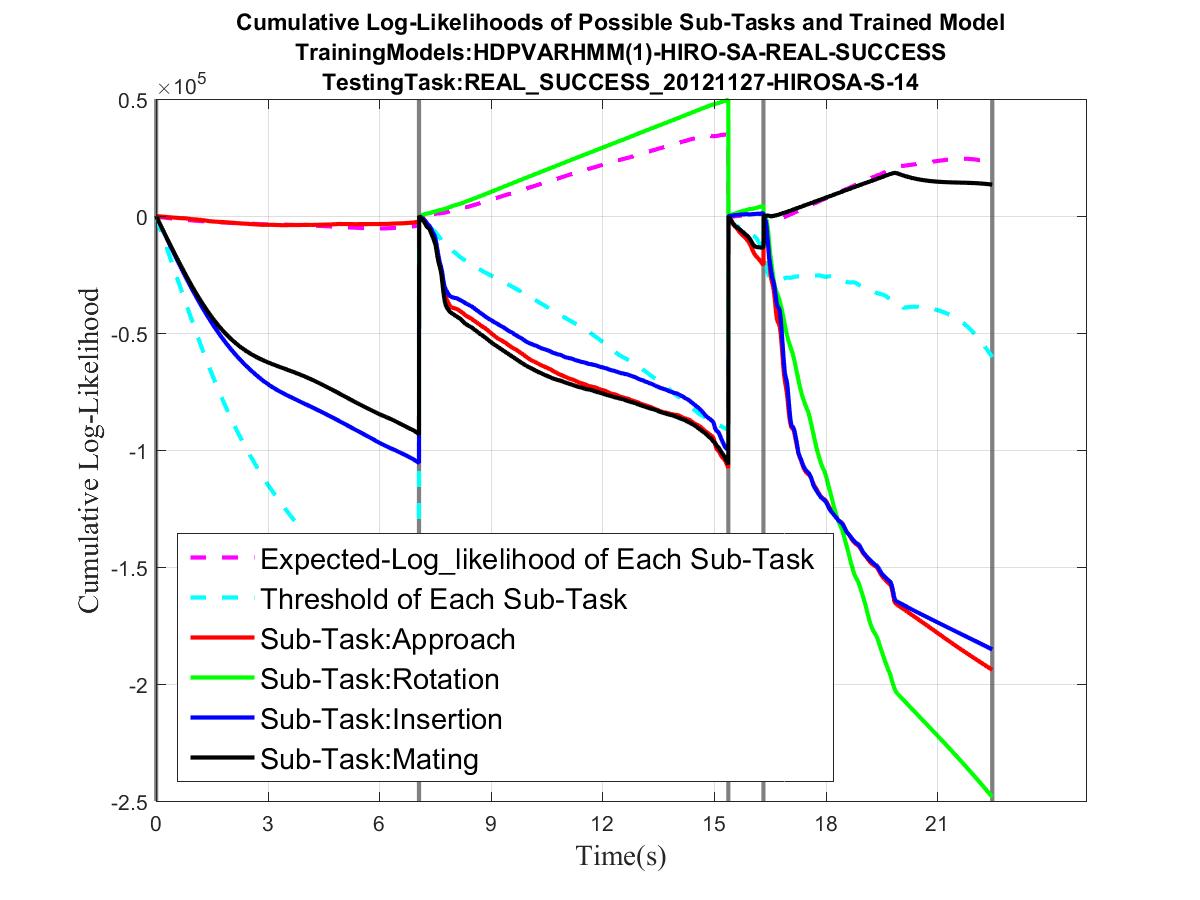 Cumulative Log-Likelihoods of Possible Sub-Tasks and Trained Model
TrainingModels:HDPVARHMM(1)-HIRO-SA-REAL-SUCCESS
TestingTask:REAL_SUCCESS_20121127-HIROSA-S-14
×10^5
0.5
0
-0.5
-1
-1.5
-2
-2.5
Cumulative Log-Likelihood
Expected-Log_likelihood of Each Sub-Task
Threshold of Each Sub-Task
Sub-Task:Approach
Sub-Task:Rotation
Sub-Task:Insertion
Sub-Task:Mating
0 3 6 9 12 15 18 21
Time(s)